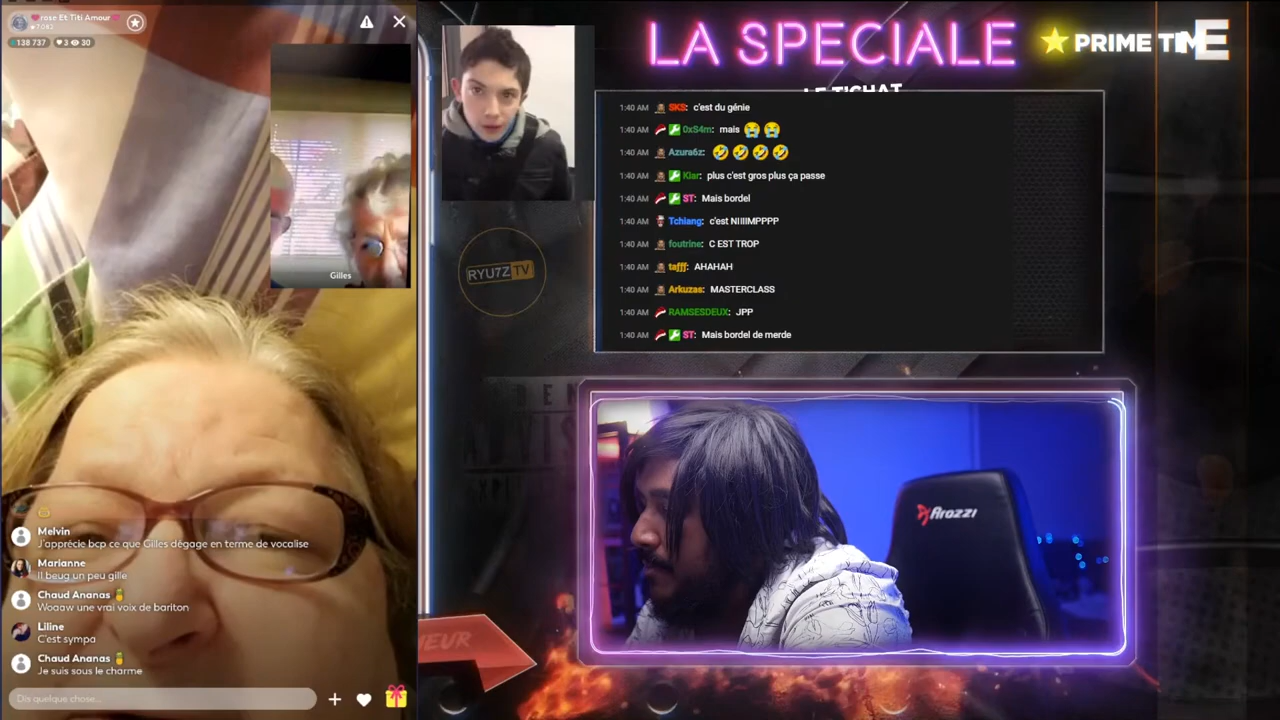 rose Et Titi Amour
7 042
138 737 3 30
Gilles
Melvin
J'apprécie bcp ce que Gilles dégage en terme de vocalise
Marianne
Il beug un peu gille
Chaud Ananas 🍍
Woaaw une vrai voix de bariton
Liline
C'est sympa
Chaud Ananas 🍍
Je suis sous le charme
Dis quelque chose...
LA SPECIALE
PRIME TIME
LE TICHAT
1:40 AM SKS: c'est du génie
1:40 AM 0xS4m: mais 😭 😭
1:40 AM Azura6z: 🤣 🤣 🤣 🤣
1:40 AM Klar: plus c'est gros plus ça passe
1:40 AM ST: Mais bordel
1:40 AM Tchiang: c'est NIIIIMPPPP
1:40 AM foutrine: C EST TROP
1:40 AM tafff: AHAHAH
1:40 AM Arkuzas: MASTERCLASS
1:40 AM RAMSESDEUX: JPP
1:40 AM ST: Mais bordel de merde
RYU7Z TV
EUR
Arozzi